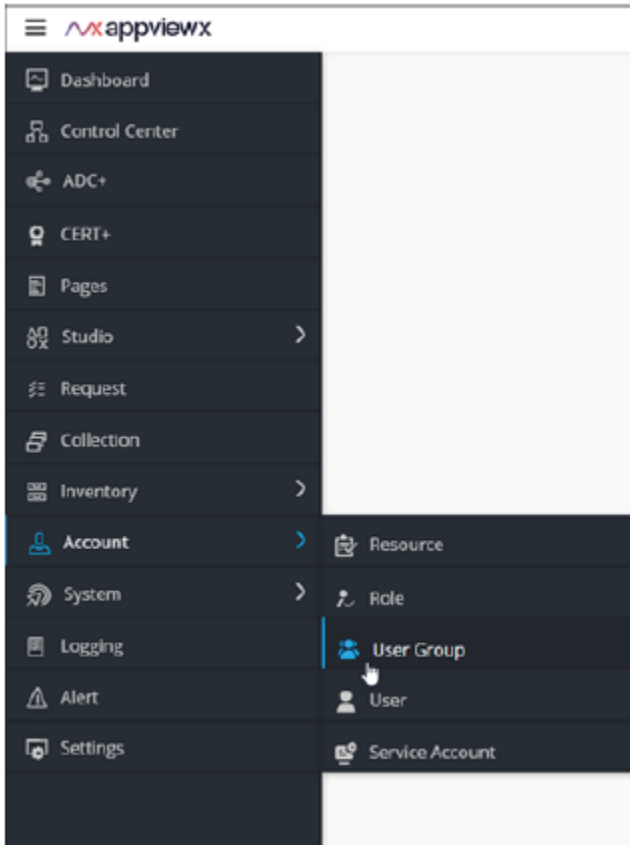 appviewx
Dashboard
Control Center
ADC+
CERT+
Pages
Studio
Request
Collection
Inventory
Account
System
Logging
Alert
Settings
Resource
Role
User Group
User
Service Account